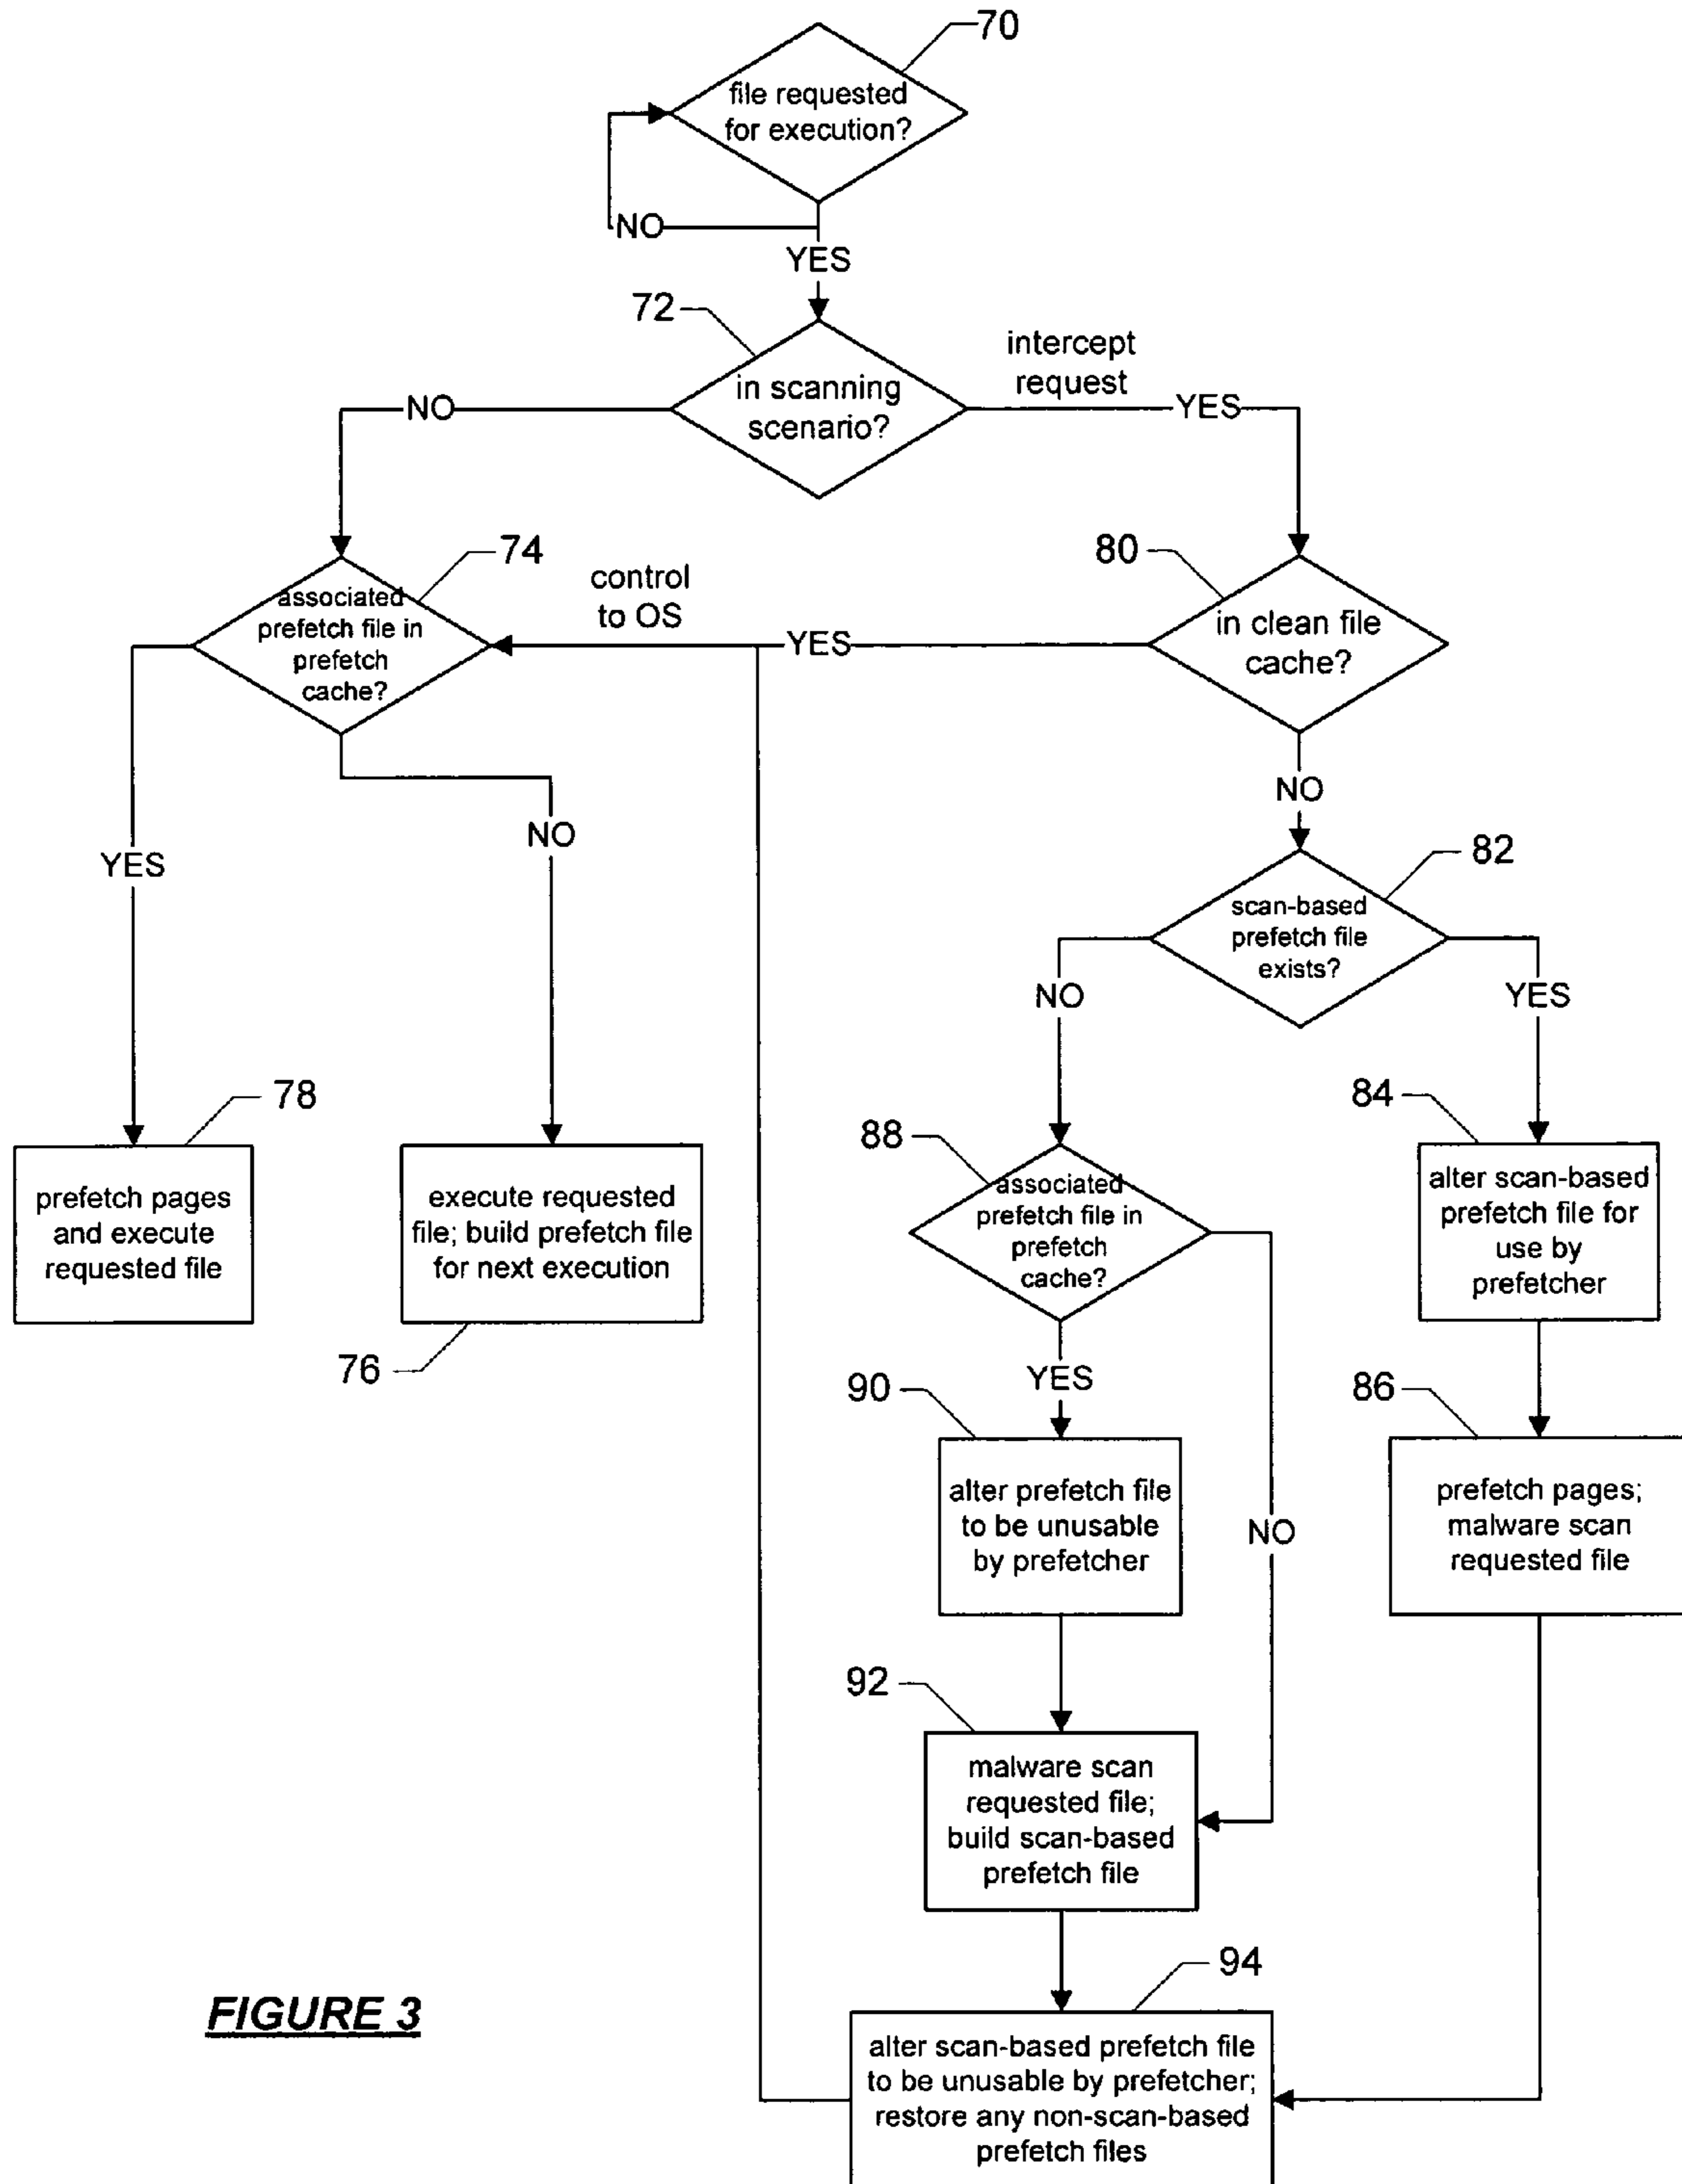 70
file requested
for execution?
NO
YES
72
in scanning
scenario?
intercept
request
NO
YES
74
associated
prefetch file in
prefetch
cache?
control
to OS
YES
80
in clean file
cache?
YES
NO
NO
82
scan-based
prefetch file
exists?
NO
YES
78
prefetch pages
and execute
requested file
execute requested
file; build prefetch file
for next execution
76
88
associated
prefetch file in
prefetch
cache?
84
alter scan-based
prefetch file for
use by
prefetcher
YES
NO
90
alter prefetch file
to be unusable
by prefetcher
86
prefetch pages;
malware scan
requested file
92
malware scan
requested file;
build scan-based
prefetch file
94
alter scan-based prefetch file
to be unusable by prefetcher;
restore any non-scan-based
prefetch files
FIGURE 3